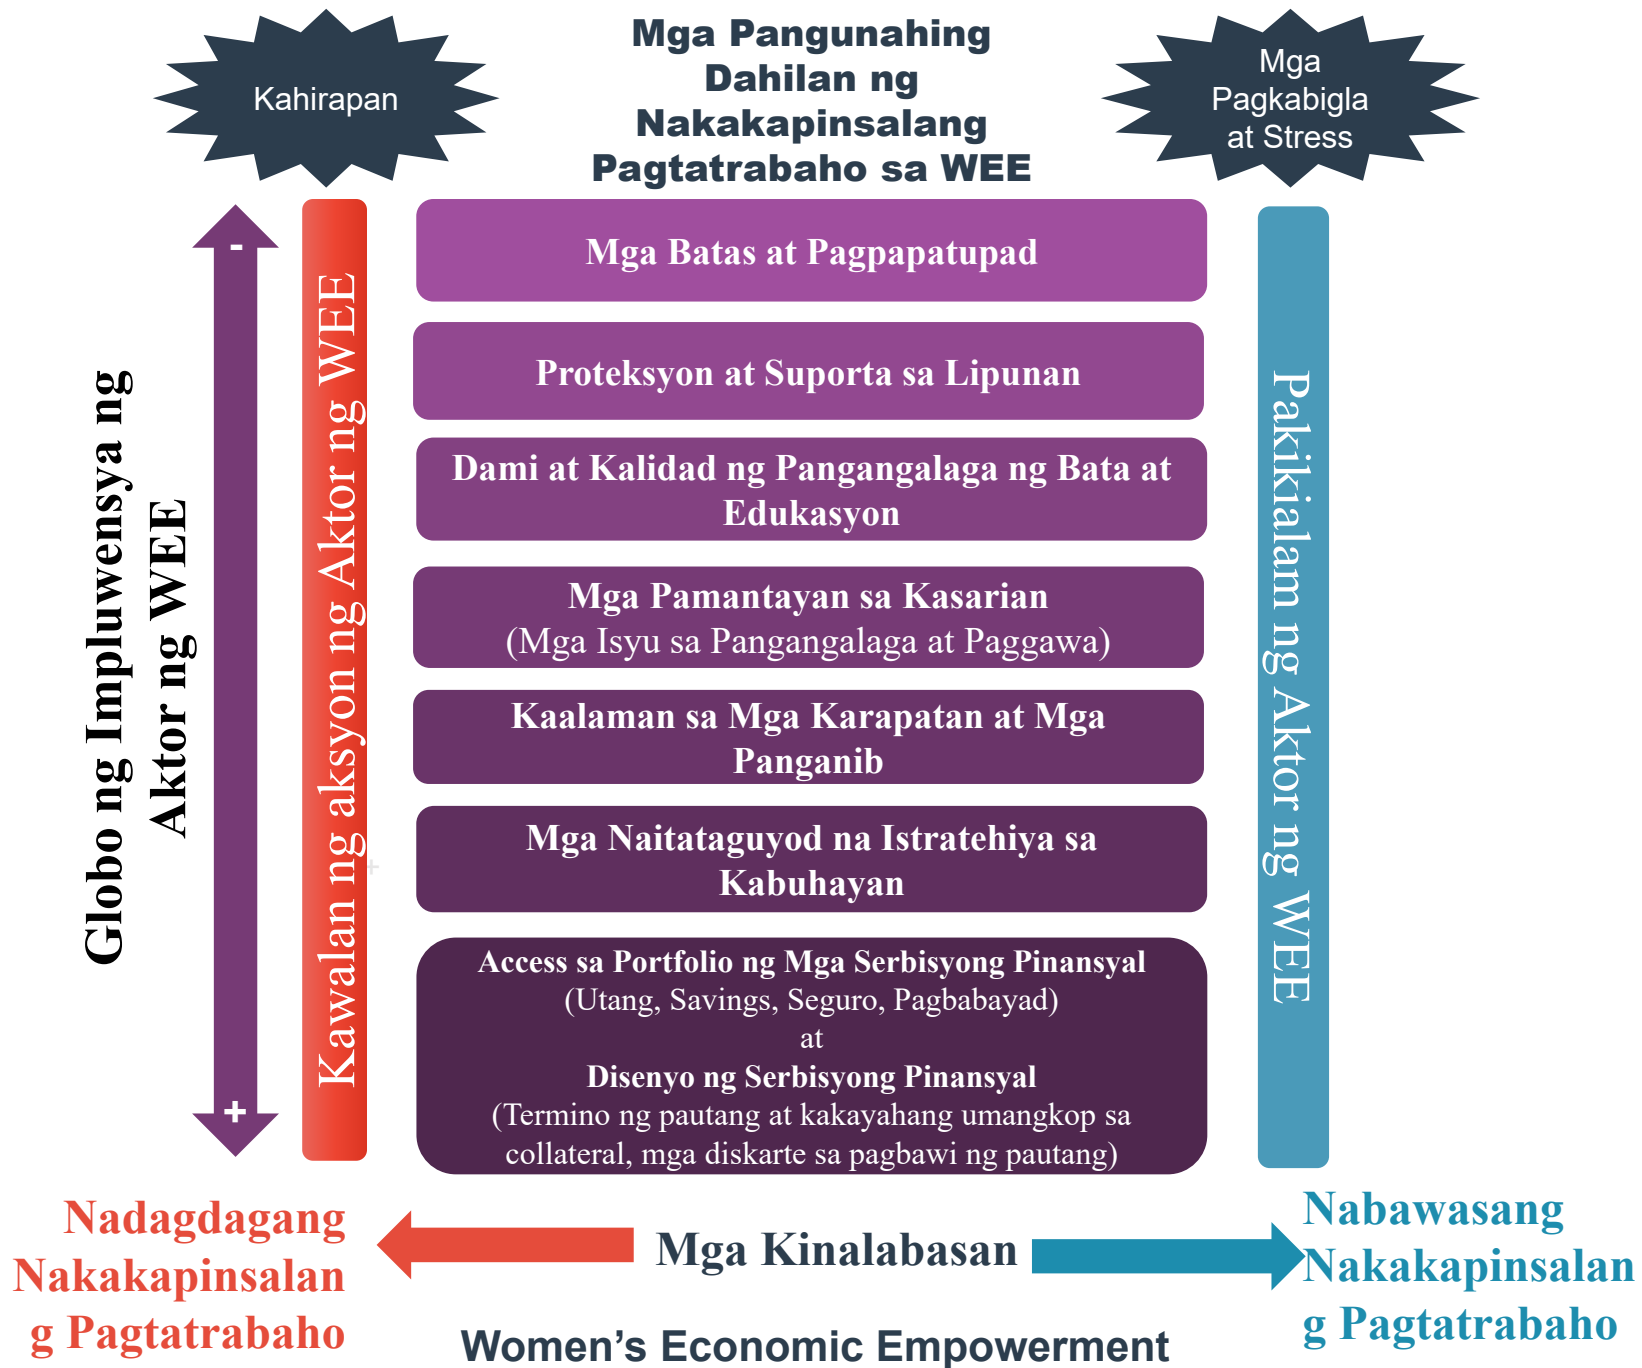 Kahirapan
Mga Pangunahing
Dahilan ng
Nakakapinsalang
Pagtatrabaho sa WEE
Mga
Pagkabigla
at Stress
-
Globo ng Impluwensya ng
Aktor ng WEE
+
Kawalan ng aksyon ng Aktor ng WEE
+
Mga Batas at Pagpapatupad
Proteksyon at Suporta sa Lipunan
Dami at Kalidad ng Pangangalaga ng Bata at
Edukasyon
Mga Pamantayan sa Kasarian
(Mga Isyu sa Pangangalaga at Paggawa)
Kaalaman sa Mga Karapatan at Mga
Panganib
Mga Naitataguyod na Istratehiya sa
Kabuhayan
Access sa Portfolio ng Mga Serbisyong Pinansyal
(Utang, Savings, Seguro, Pagbabayad)
at
Disenyo ng Serbisyong Pinansyal
(Termino ng pautang at kakayahang umangkop sa
collateral, mga diskarte sa pagbawi ng pautang)
Pakikialam ng Aktor ng WEE
Nadagdagang
Nakakapinsalan
g Pagtatrabaho
Mga Kinalabasan
Nabawasang
Nakakapinsalan
g Pagtatrabaho
Women's Economic Empowerment